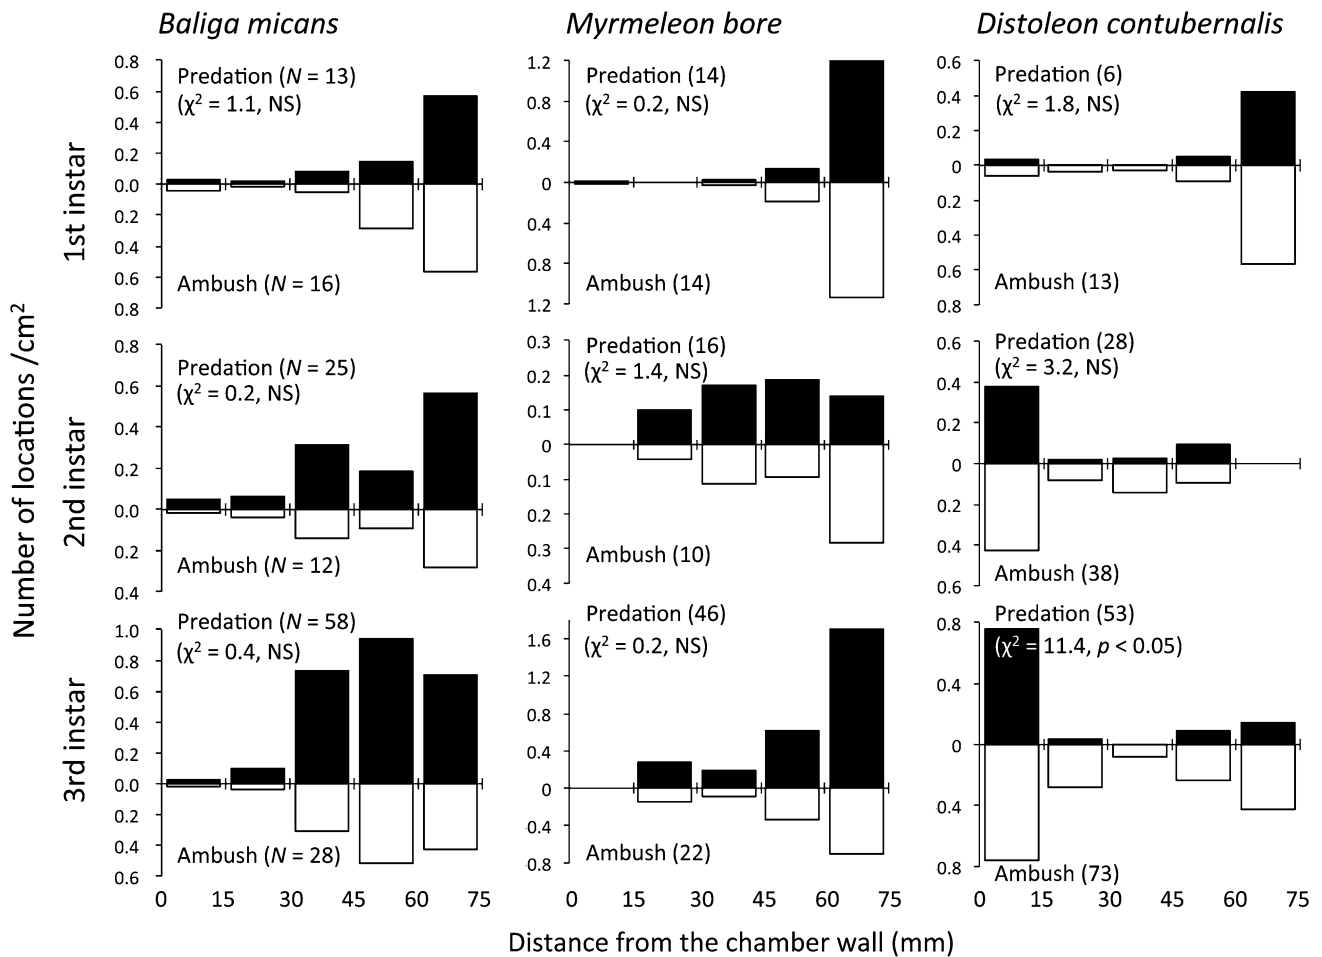 Baliga micans
Myrmeleon bore
Distoleon contubernalis
Number of locations /cm2
1st instar
0.8
0.6
0.4
0.2
0.0
0.2
0.4
0.6
0.8
Predation (N = 13)
(χ2 = 1.1, NS)
Ambush (N = 16)
1.2
0.8
0.4
0
0.4
0.8
1.2
Predation (14)
(χ2 = 0.2, NS)
Ambush (14)
0.6
0.4
0.2
0
0.2
0.4
0.6
0.8
Predation (6)
(χ2 = 1.8, NS)
Ambush (13)
2nd instar
0.8
0.6
0.4
0.2
0.0
0.2
0.4
Predation (N = 25)
(χ2 = 0.2, NS)
Ambush (N = 12)
0.3
0.2
0.1
0
0.1
0.2
0.3
0.4
Predation (16)
(χ2 = 1.4, NS)
Ambush (10)
0.6
0.4
0.2
0
0.2
0.4
0.6
Predation (28)
(χ2 = 3.2, NS)
Ambush (38)
3rd instar
1.0
0.8
0.6
0.4
0.2
0.0
0.2
0.4
0.6
Predation (N = 58)
(χ2 = 0.4, NS)
Ambush (N = 28)
1.6
1.2
0.8
0.4
0
0.4
0.8
Predation (46)
(χ2 = 0.2, NS)
Ambush (22)
0.8
0.4
0
0.4
0.8
Predation (53)
(χ2 = 11.4, p < 0.05)
Ambush (73)
0 15 30 45 60 75
0 15 30 45 60 75
0 15 30 45 60 75
Distance from the chamber wall (mm)